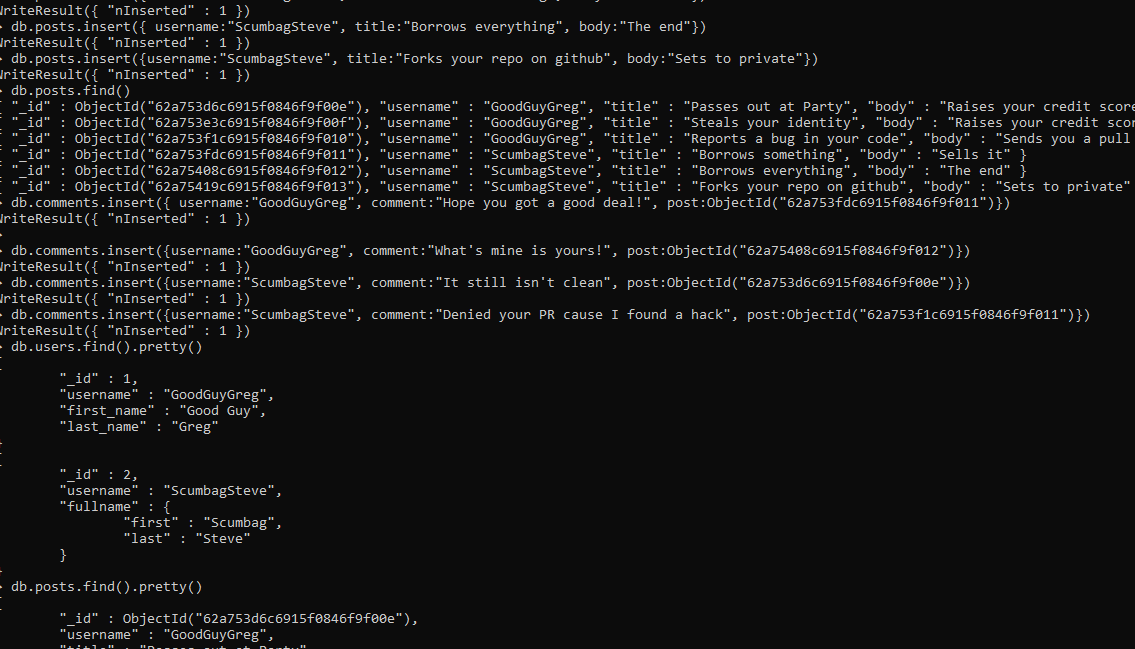 WriteResult({ "nInserted" : 1 })
> db.posts.insert({ username:"ScumbagSteve", title:"Borrows everything", body:"The end"})
WriteResult({ "nInserted" : 1 })
> db.posts.insert({username:"ScumbagSteve", title:"Forks your repo on github", body:"Sets to private"})
WriteResult({ "nInserted" : 1 })
> db.posts.find()
{ "_id" : ObjectId("62a753d6c6915f0846f9f00e"), "username" : "GoodGuyGreg", "title" : "Passes out at Party", "body" : "Raises your credit score
{ "_id" : ObjectId("62a753e3c6915f0846f9f00f"), "username" : "GoodGuyGreg", "title" : "Steals your identity", "body" : "Raises your credit scor
{ "_id" : ObjectId("62a753f1c6915f0846f9f010"), "username" : "GoodGuyGreg", "title" : "Reports a bug in your code", "body" : "Sends you a pull
{ "_id" : ObjectId("62a753fdc6915f0846f9f011"), "username" : "ScumbagSteve", "title" : "Borrows something", "body" : "Sells it" }
{ "_id" : ObjectId("62a75408c6915f0846f9f012"), "username" : "ScumbagSteve", "title" : "Borrows everything", "body" : "The end" }
{ "_id" : ObjectId("62a75419c6915f0846f9f013"), "username" : "ScumbagSteve", "title" : "Forks your repo on github", "body" : "Sets to private"
> db.comments.insert({ username:"GoodGuyGreg", comment:"Hope you got a good deal!", post:ObjectId("62a753fdc6915f0846f9f011")})
WriteResult({ "nInserted" : 1 })
>
> db.comments.insert({username:"GoodGuyGreg", comment:"What's mine is yours!", post:ObjectId("62a75408c6915f0846f9f012")})
WriteResult({ "nInserted" : 1 })
> db.comments.insert({username:"ScumbagSteve", comment:"It still isn't clean", post:ObjectId("62a753d6c6915f0846f9f00e")})
WriteResult({ "nInserted" : 1 })
> db.comments.insert({username:"ScumbagSteve", comment:"Denied your PR cause I found a hack", post:ObjectId("62a753f1c6915f0846f9f011")})
WriteResult({ "nInserted" : 1 })
> db.users.find().pretty()
{
"_id" : 1,
"username" : "GoodGuyGreg",
"first_name" : "Good Guy",
"last_name" : "Greg"
}
{
"_id" : 2,
"username" : "ScumbagSteve",
"fullname" : {
"first" : "Scumbag",
"last" : "Steve"
}
}
> db.posts.find().pretty()
{
"_id" : ObjectId("62a753d6c6915f0846f9f00e"),
"username" : "GoodGuyGreg",
"title" : "Passes out at Party",